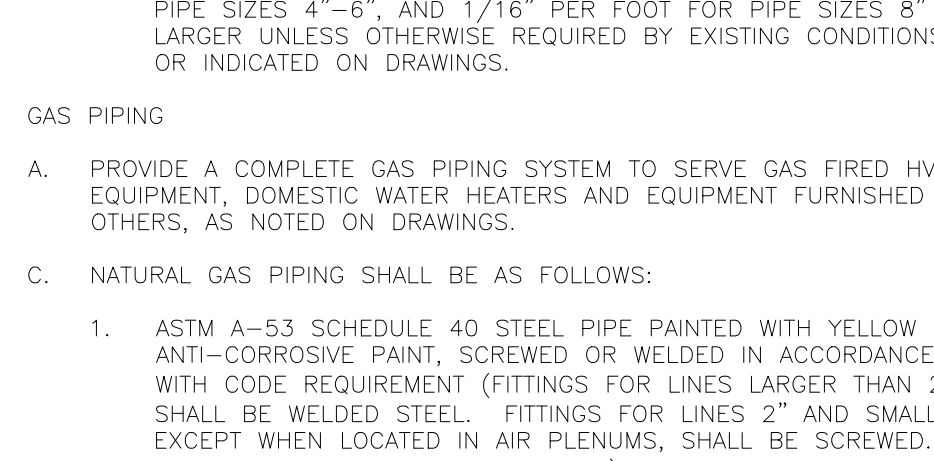 PIPE SIZES 4"-6", AND 1/16" PER FOOT FOR PIPE SIZES 8"
LARGER UNLESS OTHERWISE REQUIRED BY EXISTING CONDITIONS
OR INDICATED ON DRAWINGS.
GAS PIPING
A. PROVIDE A COMPLETE GAS PIPING SYSTEM TO SERVE GAS FIRED
EQUIPMENT, DOMESTIC WATER HEATERS AND EQUIPMENT FURNISHED
OTHERS, AS NOTED ON DRAWINGS.
C. NATURAL GAS PIPING SHALL BE AS FOLLOWS:
1. ASTM A-53 SCHEDULE 40 STEEL PIPE PAINTED WITH YELLOW
ANTI-CORROSIVE PAINT, SCREWED OR WELDED IN ACCORDANCE
WITH CODE REQUIREMENT (FITTINGS FOR LINES LARGER THAN
SHALL BE WELDED STEEL. FITTINGS FOR LINES 2" AND
EXCEPT WHEN LOCATED IN AIR PLENUMS, SHALL BE SCREWED.